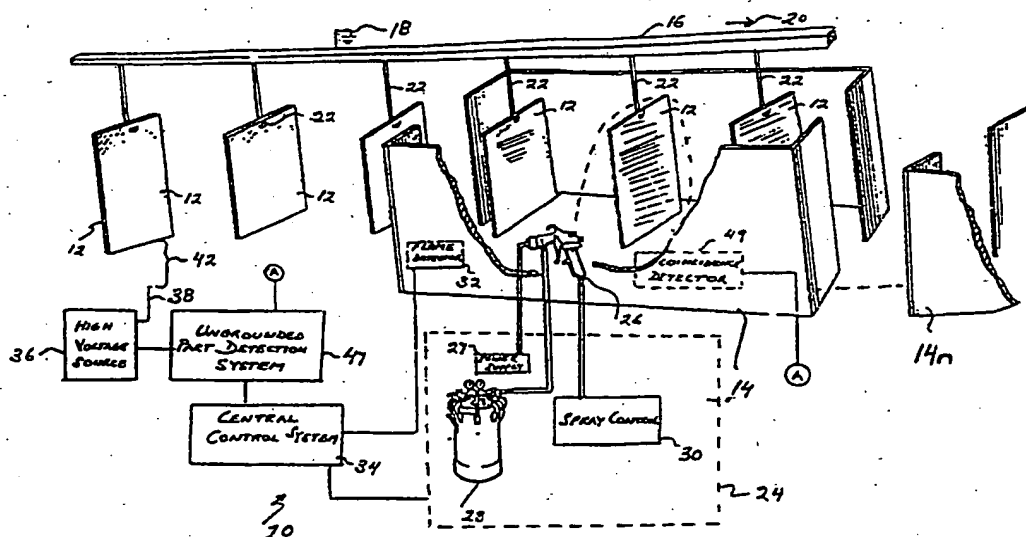 18
16
20
22
22
22
22
22
12
12
12
12
12
12
12
42
38
A
FLAME DETECTOR
32
49
COINCIDENCE
DETECTOR
26
36
HIGH
VOLTAGE
SOURCE
UNGROUNDED
PART DETECTION
SYSTEM
47
27
POWER
SUPPLY
14
A
14n
CENTRAL
CONTROL SYSTEM
34
SPRAY CONTROL
30
28
24
10